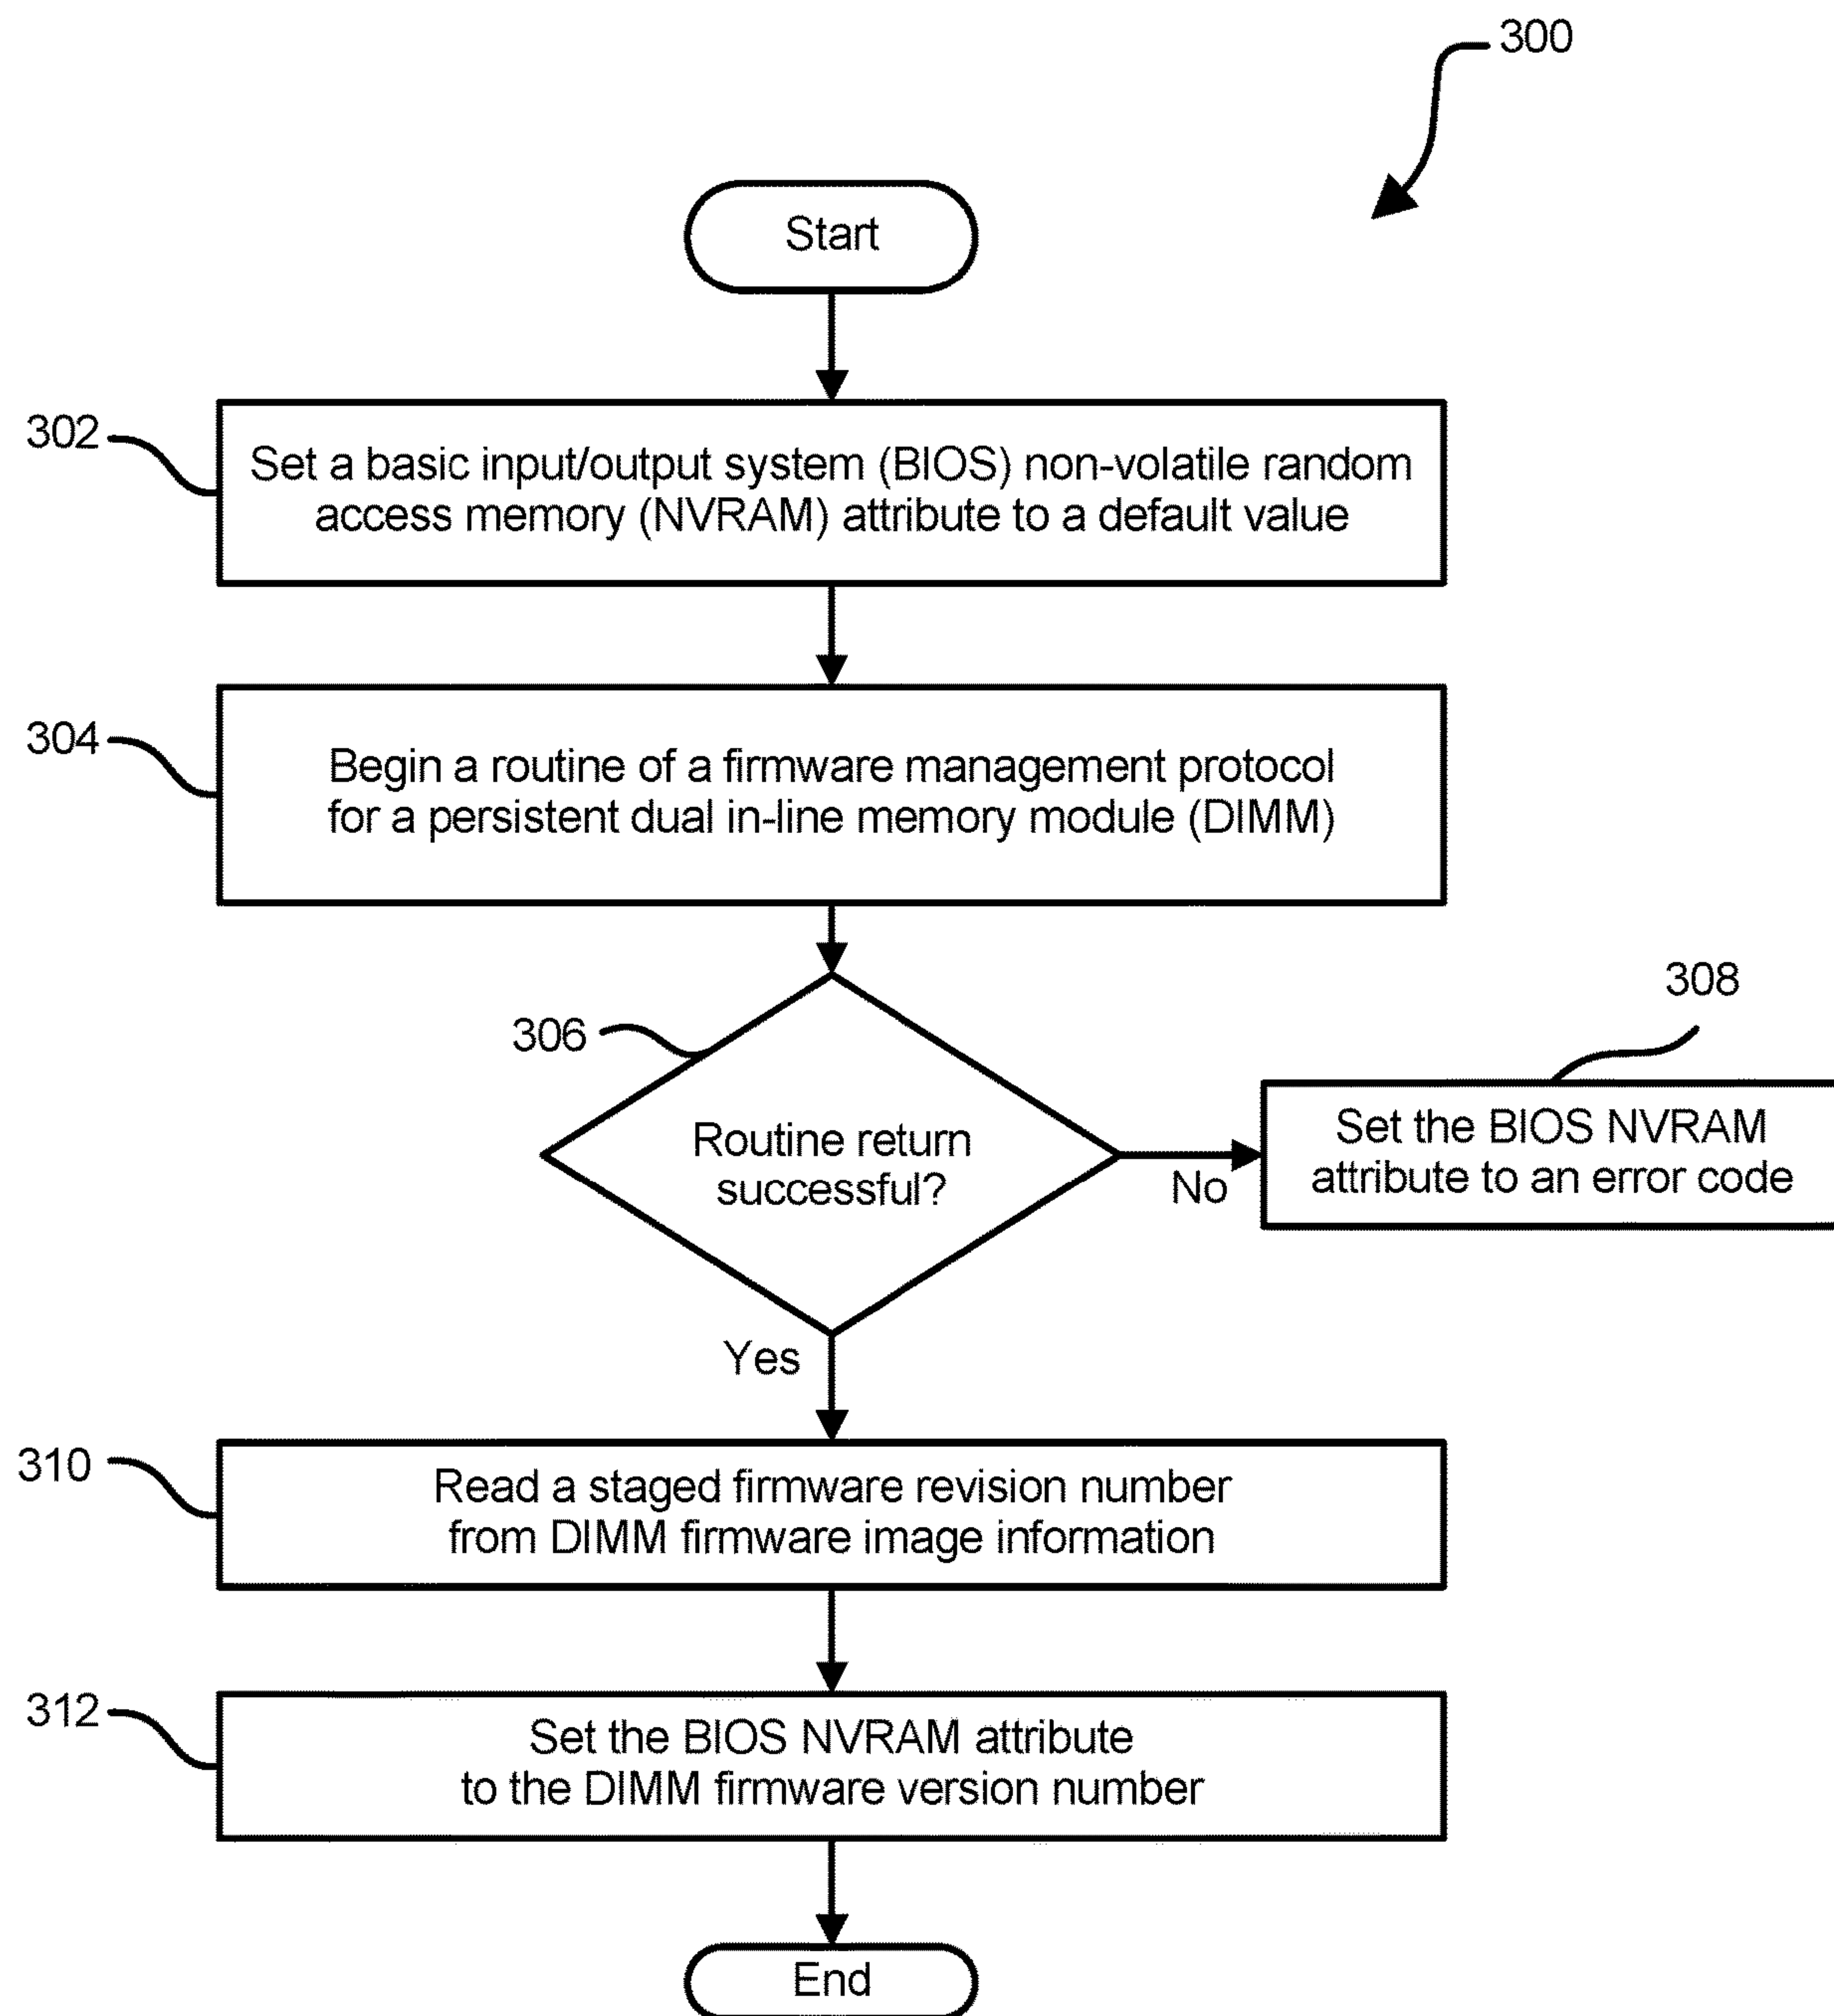 300
Start
302
Set a basic input/output system (BIOS) non-volatile random
access memory (NVRAM) attribute to a default value
304
Begin a routine of a firmware management protocol
for a persistent dual in-line memory module (DIMM)
306
308
Routine return
successful?
No
Set the BIOS NVRAM
attribute to an error code
Yes
310
Read a staged firmware revision number
from DIMM firmware image information
312
Set the BIOS NVRAM attribute
to the DIMM firmware version number
End